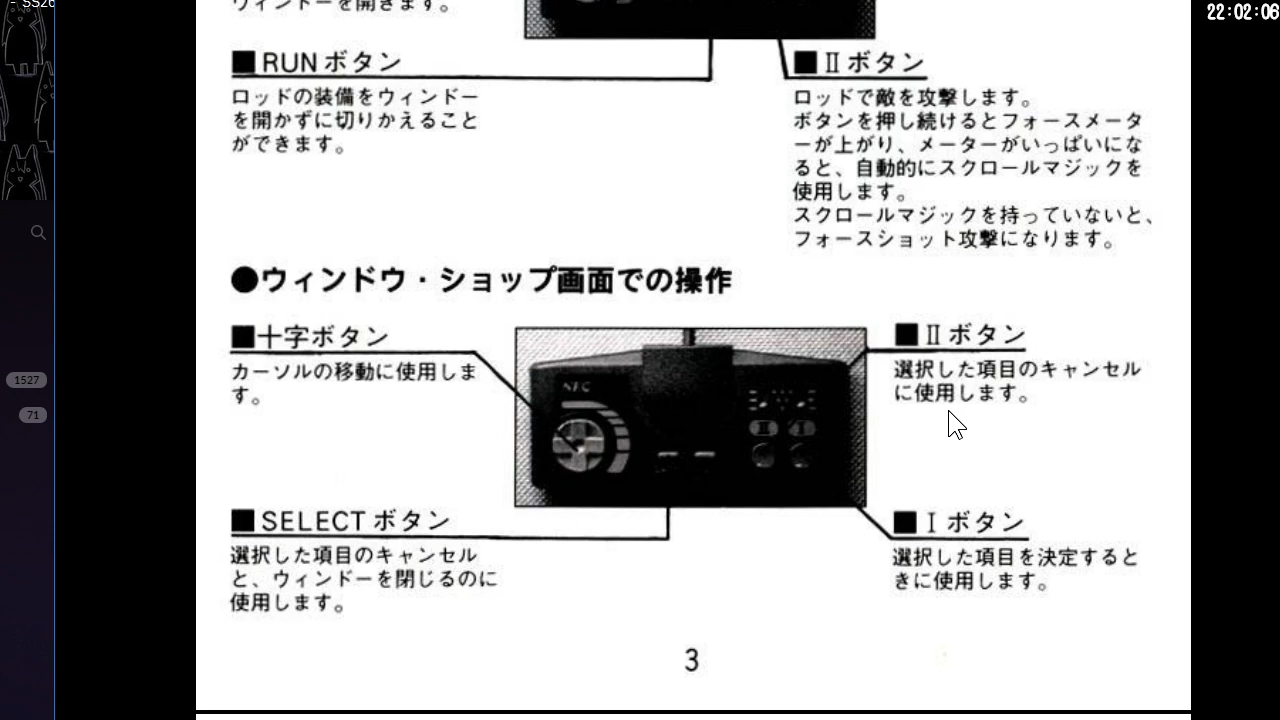 - SS26
22:02:06
ウィンドーを開きます。
■RUNボタン
ロッドの装備をウィンドー
を開かずに切りかえること
ができます。
■Ⅱボタン
ロッドで敵を攻撃します。
ボタンを押し続けるとフォースメータ
ーが上がり、メーターがいっぱいにな
ると、自動的にスクロールマジックを
使用します。
スクロールマジックを持っていないと、
フォースショット攻撃になります。
●ウィンドウ・ショップ画面での操作
■十字ボタン
カーソルの移動に使用しま
す。
■Ⅱボタン
選択した項目のキャンセル
に使用します。
NEC
Ⅱ Ⅰ
1527
71
■SELECTボタン
選択した項目のキャンセル
と、ウィンドーを閉じるのに
使用します。
■Ⅰボタン
選択した項目を決定すると
きに使用します。
3